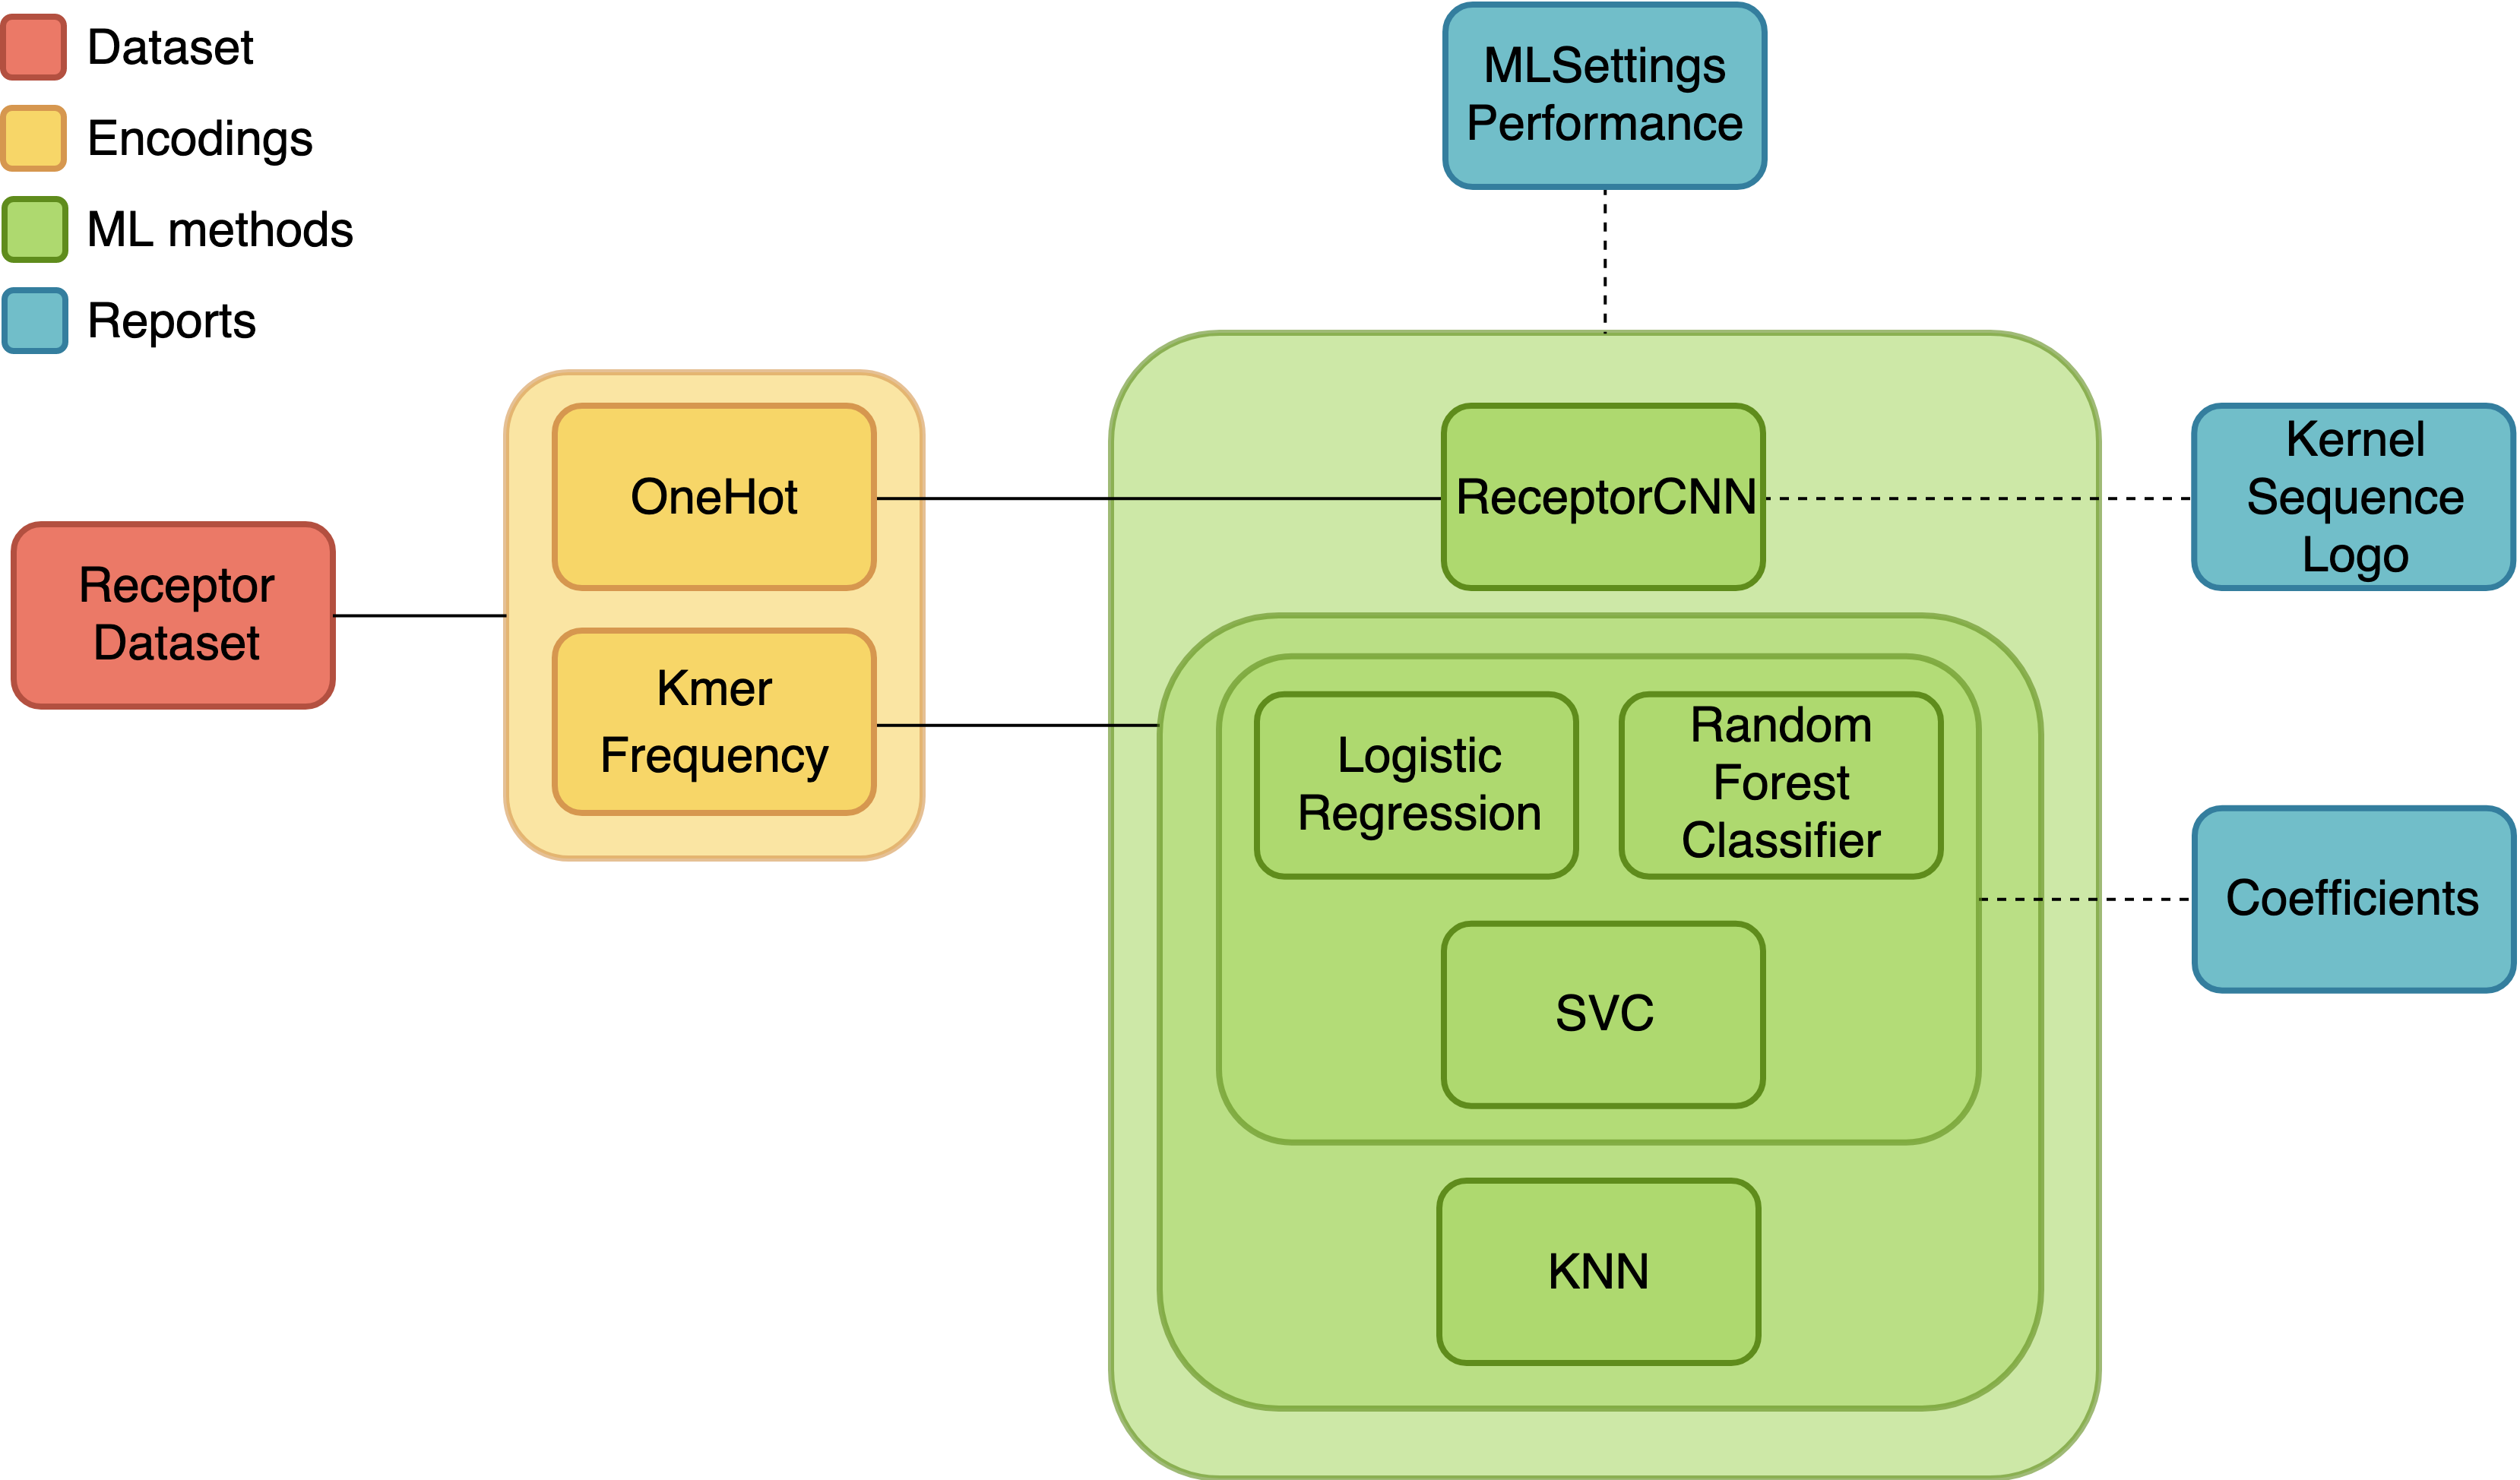 Dataset
Encodings
ML methods
Reports
MLSettings
Performance
OneHot
Kmer
Frequency
Receptor
Dataset
ReceptorCNN
Kernel
Sequence
Logo
Logistic
Regression
Random
Forest
Classifier
SVC
KNN
Coefficients